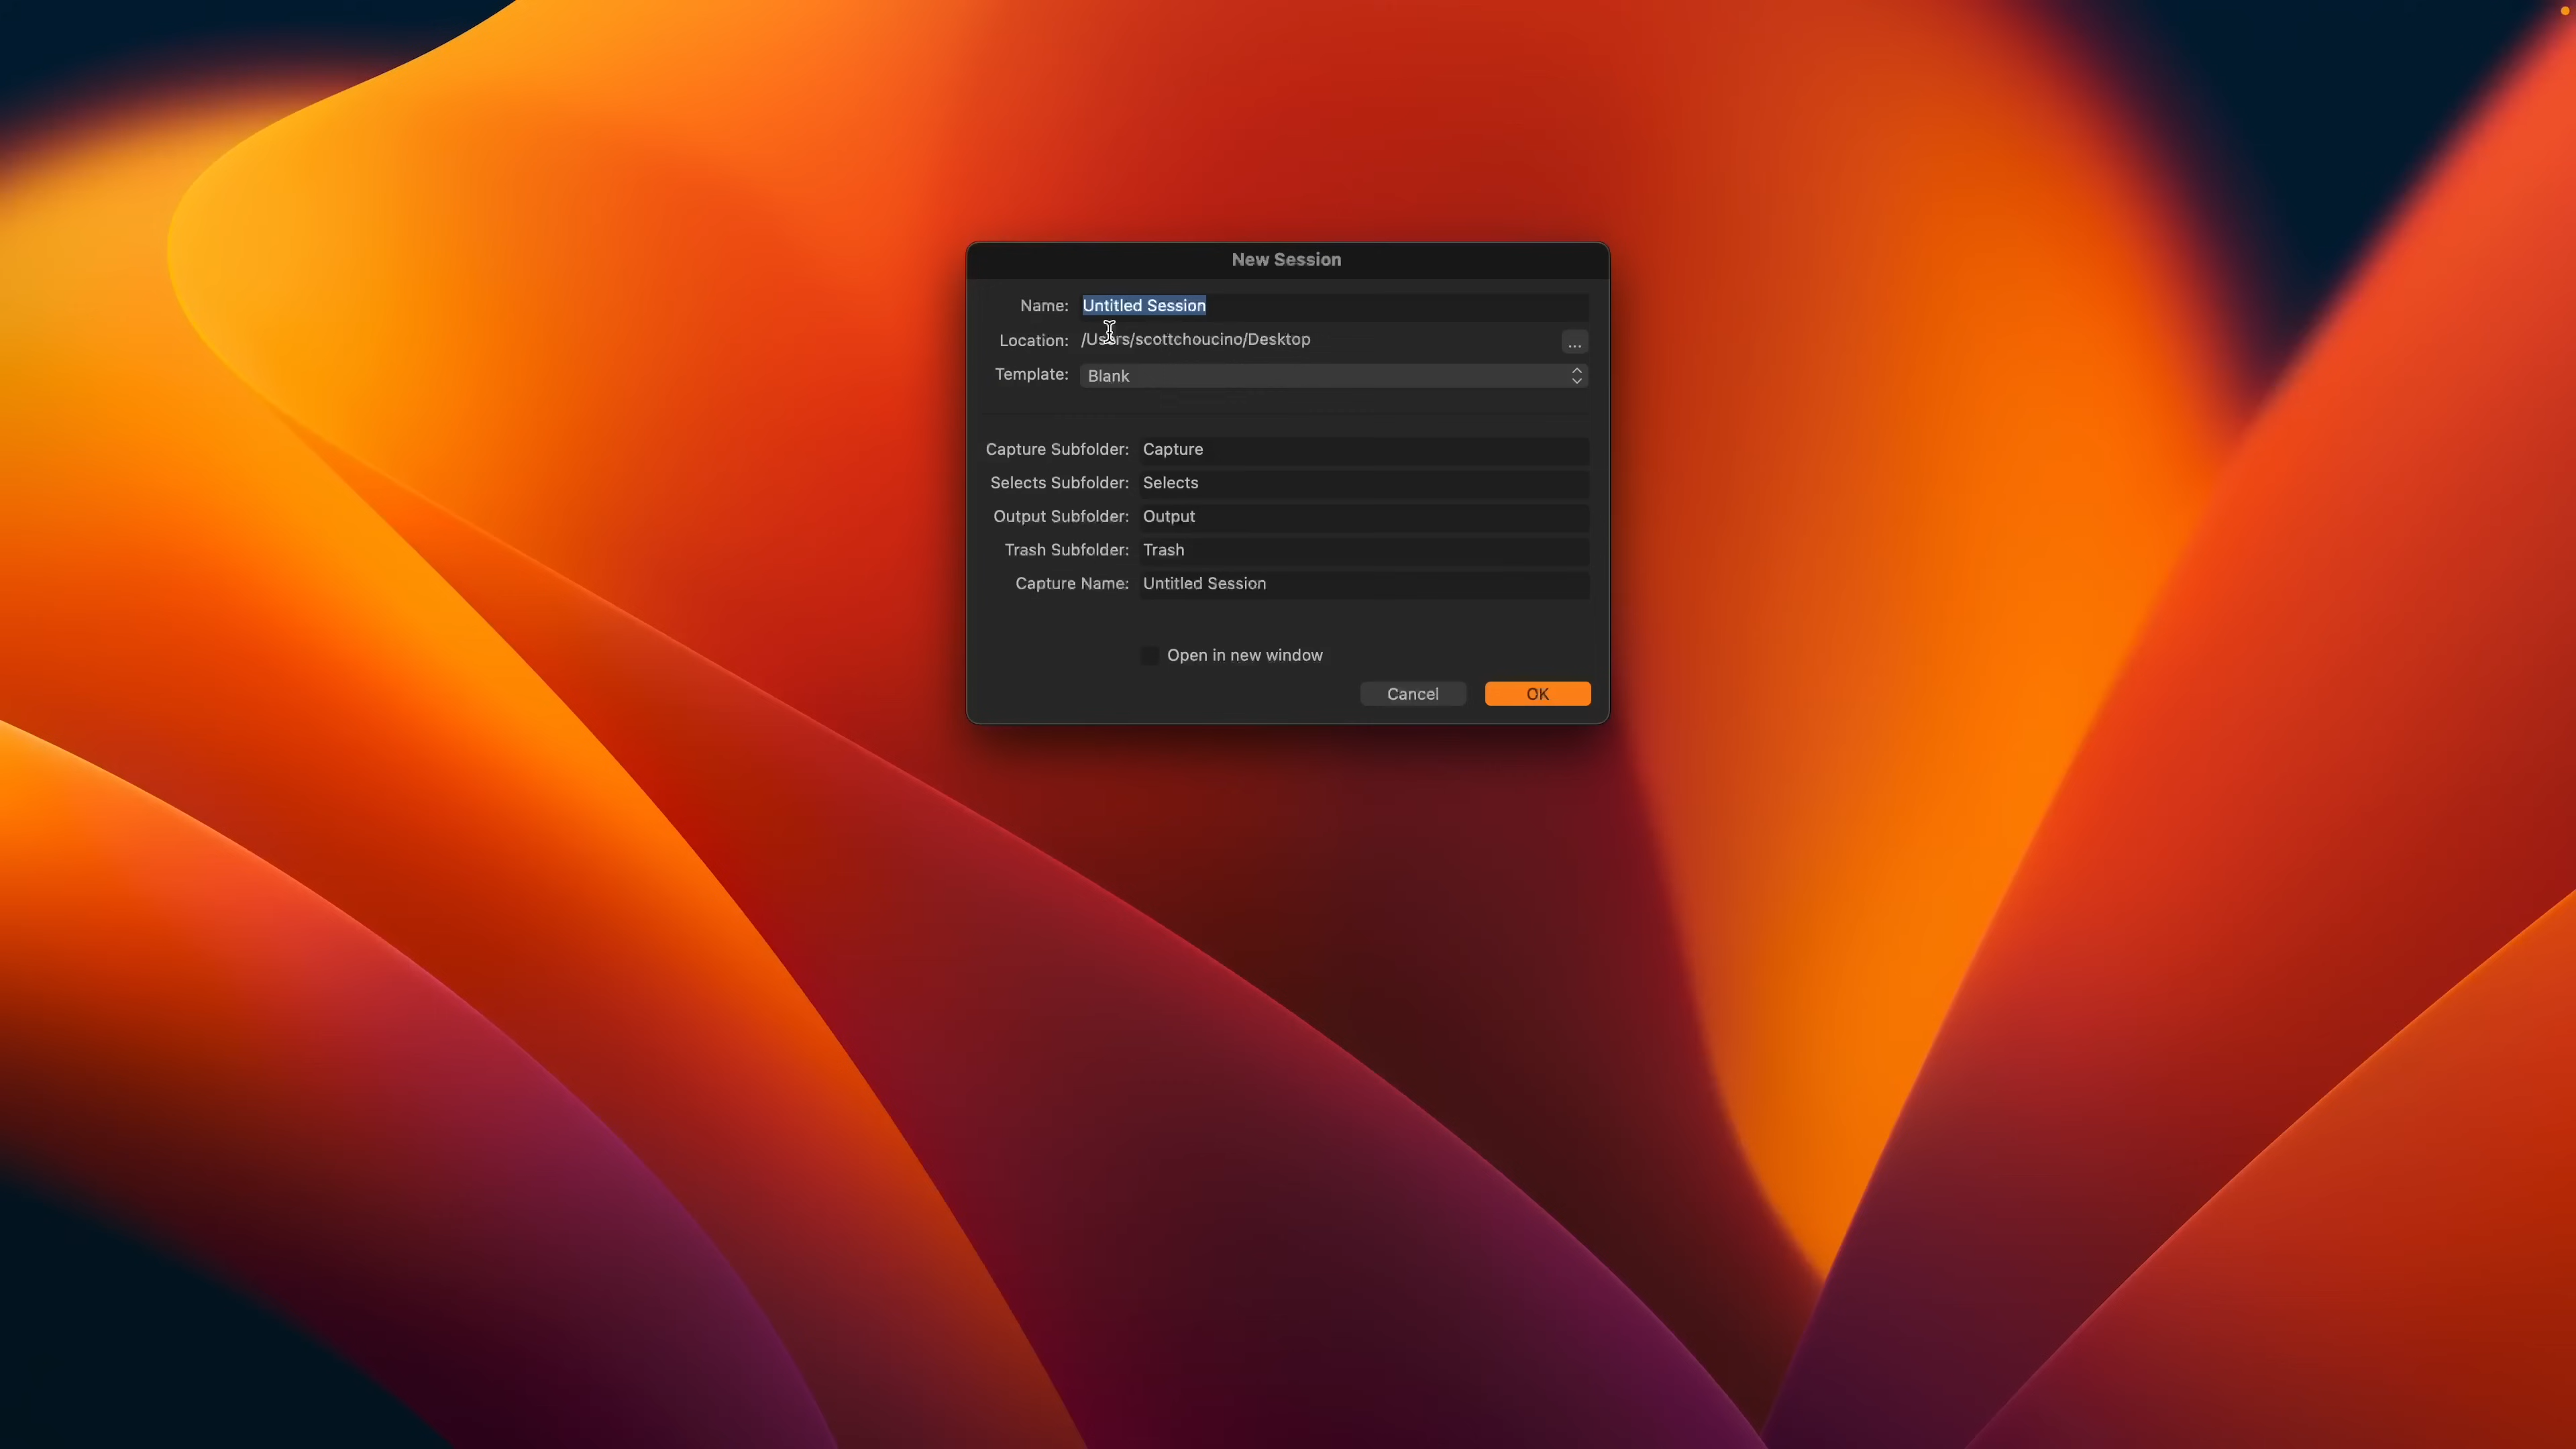 New Session
Name: Untitled Session
Location: /Users/scottchoucino/Desktop ...
Template: Blank
Capture Subfolder: Capture
Selects Subfolder: Selects
Output Subfolder: Output
Trash Subfolder: Trash
Capture Name: Untitled Session
Open in new window
Cancel OK